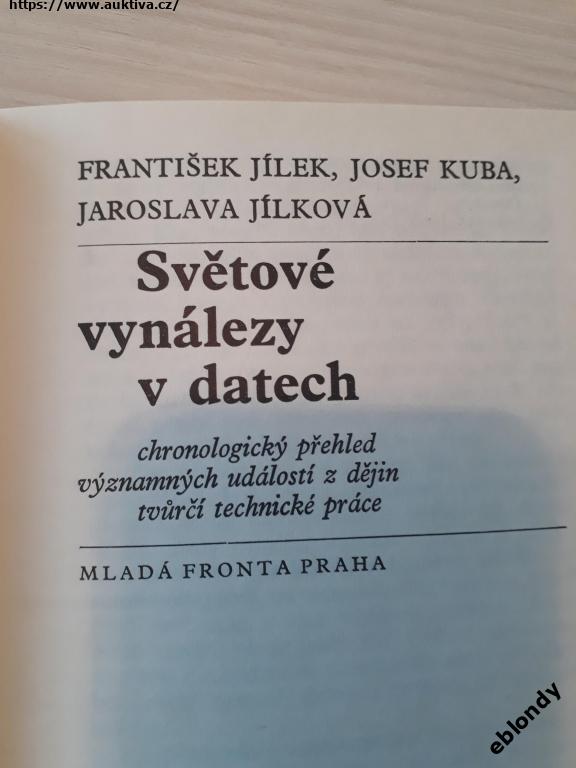 https://www.auktiva.cz/
FRANTIŠEK JÍLEK, JOSEF KUBA,
JAROSLAVA JÍLKOVÁ
Světové
vynálezy
v datech
chronologický přehled
významných událostí z dějin
tvůrčí technické práce
MLADÁ FRONTA PRAHA
eblondy